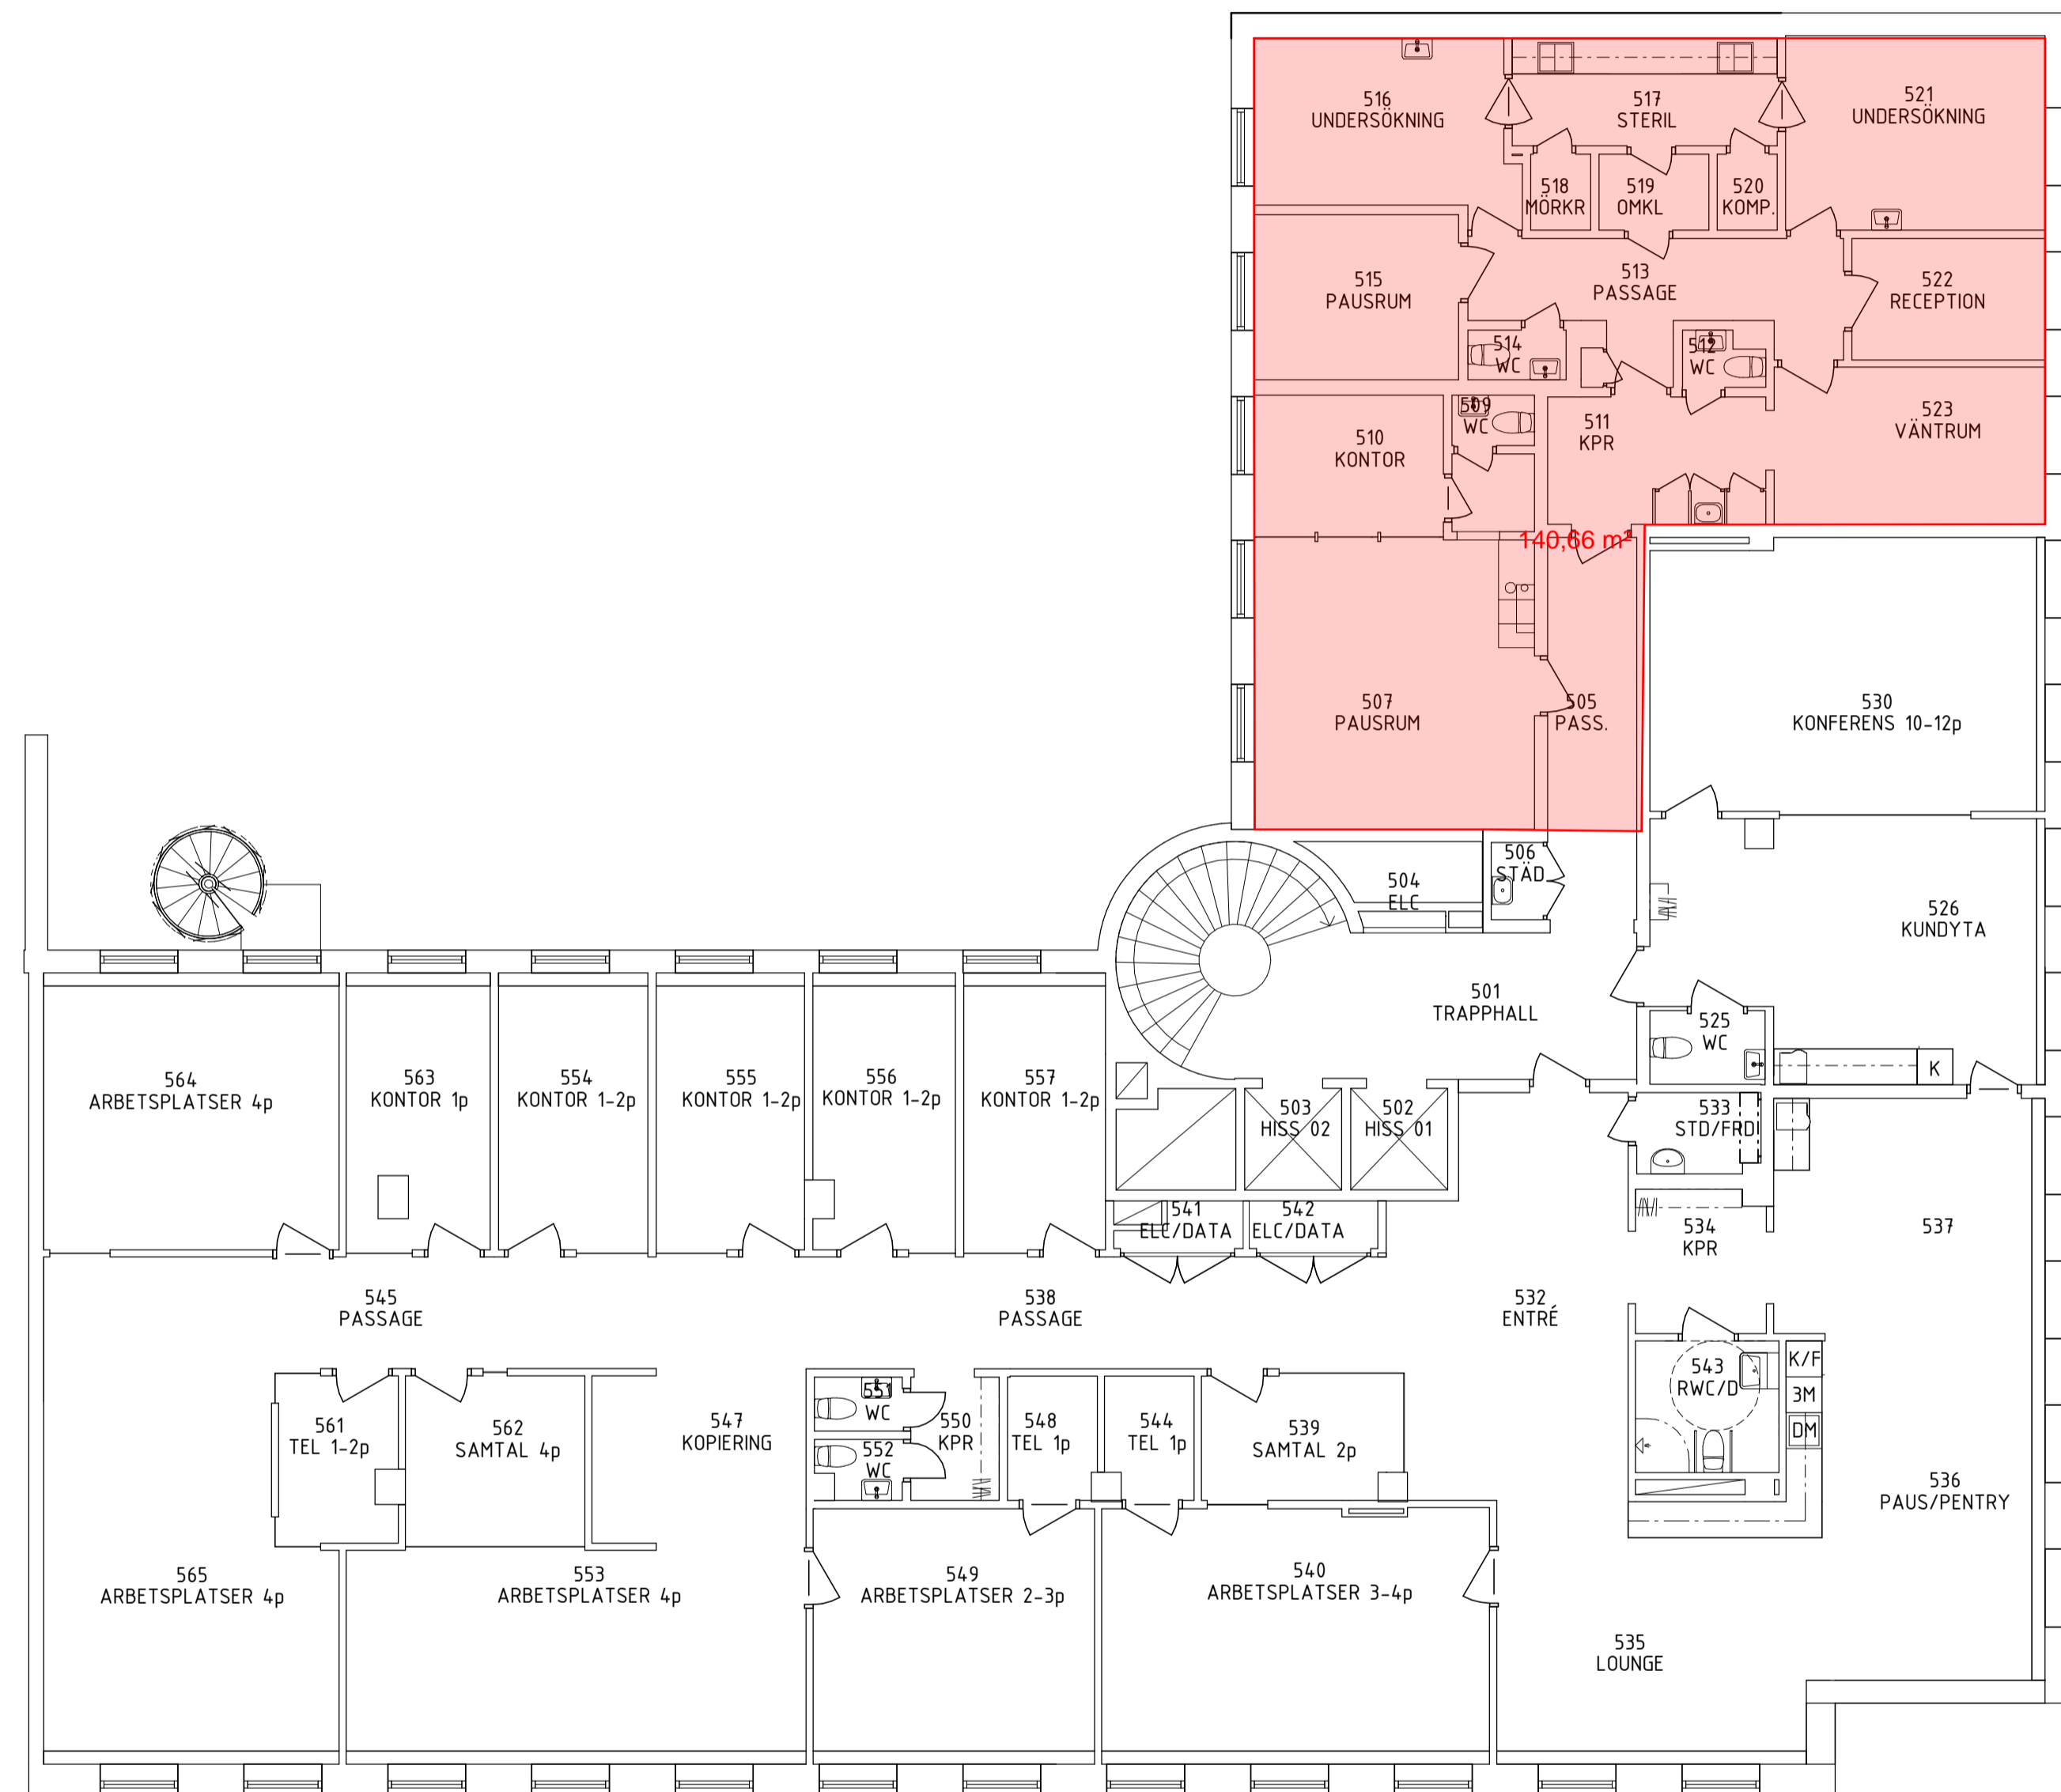 516
UNDERSÖKNING
517
STERIL
521
UNDERSÖKNING
518
MÖRKR
519
OMKL
520
KOMP.
515
PAUSRUM
513
PASSAGE
522
RECEPTION
514
WC
512
WC
509
WC
510
KONTOR
511
KPR
523
VÄNTRUM
140,66 m²
507
PAUSRUM
505
PASS.
530
KONFERENS 10-12p
506
STÄD
504
ELC
526
KUNDYTA
501
TRAPPHALL
525
WC
K
564
ARBETSPLATSER 4p
563
KONTOR 1p
554
KONTOR 1-2p
555
KONTOR 1-2p
556
KONTOR 1-2p
557
KONTOR 1-2p
503
HISS 02
502
HISS 01
533
STD/FRD
541
ELC/DATA
542
ELC/DATA
534
KPR
537
545
PASSAGE
538
PASSAGE
532
ENTRÉ
543
RWC/D
K/F
3M
DM
561
TEL 1-2p
562
SAMTAL 4p
547
KOPIERING
551
WC
552
WC
550
KPR
548
TEL 1p
544
TEL 1p
539
SAMTAL 2p
536
PAUS/PENTRY
565
ARBETSPLATSER 4p
553
ARBETSPLATSER 4p
549
ARBETSPLATSER 2-3p
540
ARBETSPLATSER 3-4p
535
LOUNGE